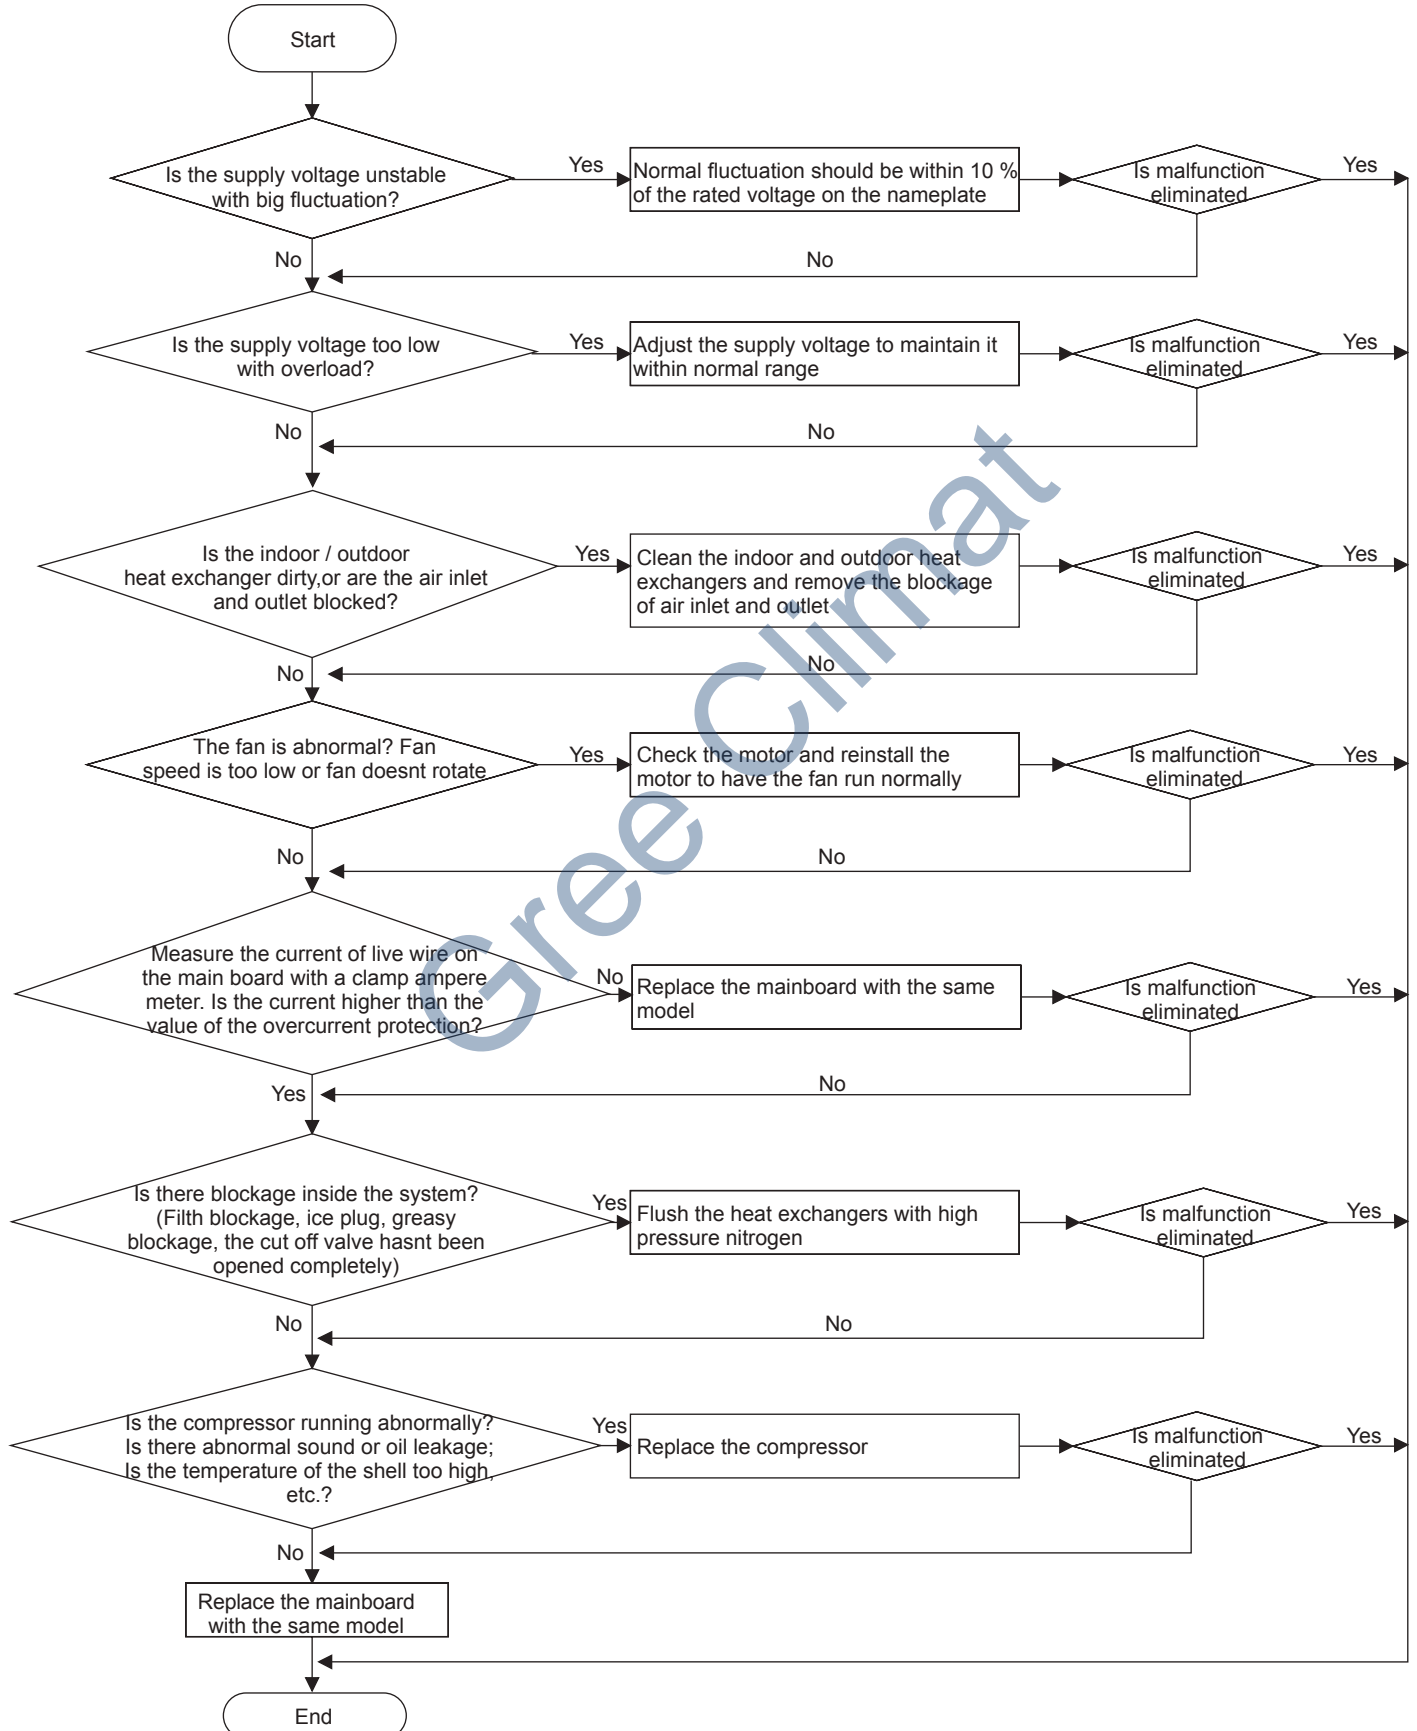 Start
Is the supply voltage unstable
with big fluctuation?
Yes
Normal fluctuation should be within 10 %
of the rated voltage on the nameplate
Is malfunction
eliminated
Yes
No
No
Is the supply voltage too low
with overload?
Yes
Adjust the supply voltage to maintain it
within normal range
Is malfunction
eliminated
Yes
No
No
Is the indoor / outdoor
heat exchanger dirty,or are the air inlet
and outlet blocked?
Yes
Clean the indoor and outdoor heat
exchangers and remove the blockage
of air inlet and outlet
Is malfunction
eliminated
Yes
No
No
The fan is abnormal? Fan
speed is too low or fan doesnt rotate
Yes
Check the motor and reinstall the
motor to have the fan run normally
Is malfunction
eliminated
Yes
No
No
Measure the current of live wire on
the main board with a clamp ampere
meter. Is the current higher than the
value of the overcurrent protection?
No
Replace the mainboard with the same
model
Is malfunction
eliminated
Yes
Yes
No
Is there blockage inside the system?
(Filth blockage, ice plug, greasy
blockage, the cut off valve hasnt been
opened completely)
Yes
Flush the heat exchangers with high
pressure nitrogen
Is malfunction
eliminated
Yes
No
No
Is the compressor running abnormally?
Is there abnormal sound or oil leakage;
Is the temperature of the shell too high,
etc.?
Yes
Replace the compressor
Is malfunction
eliminated
Yes
No
Replace the mainboard
with the same model
End
Gree Climat